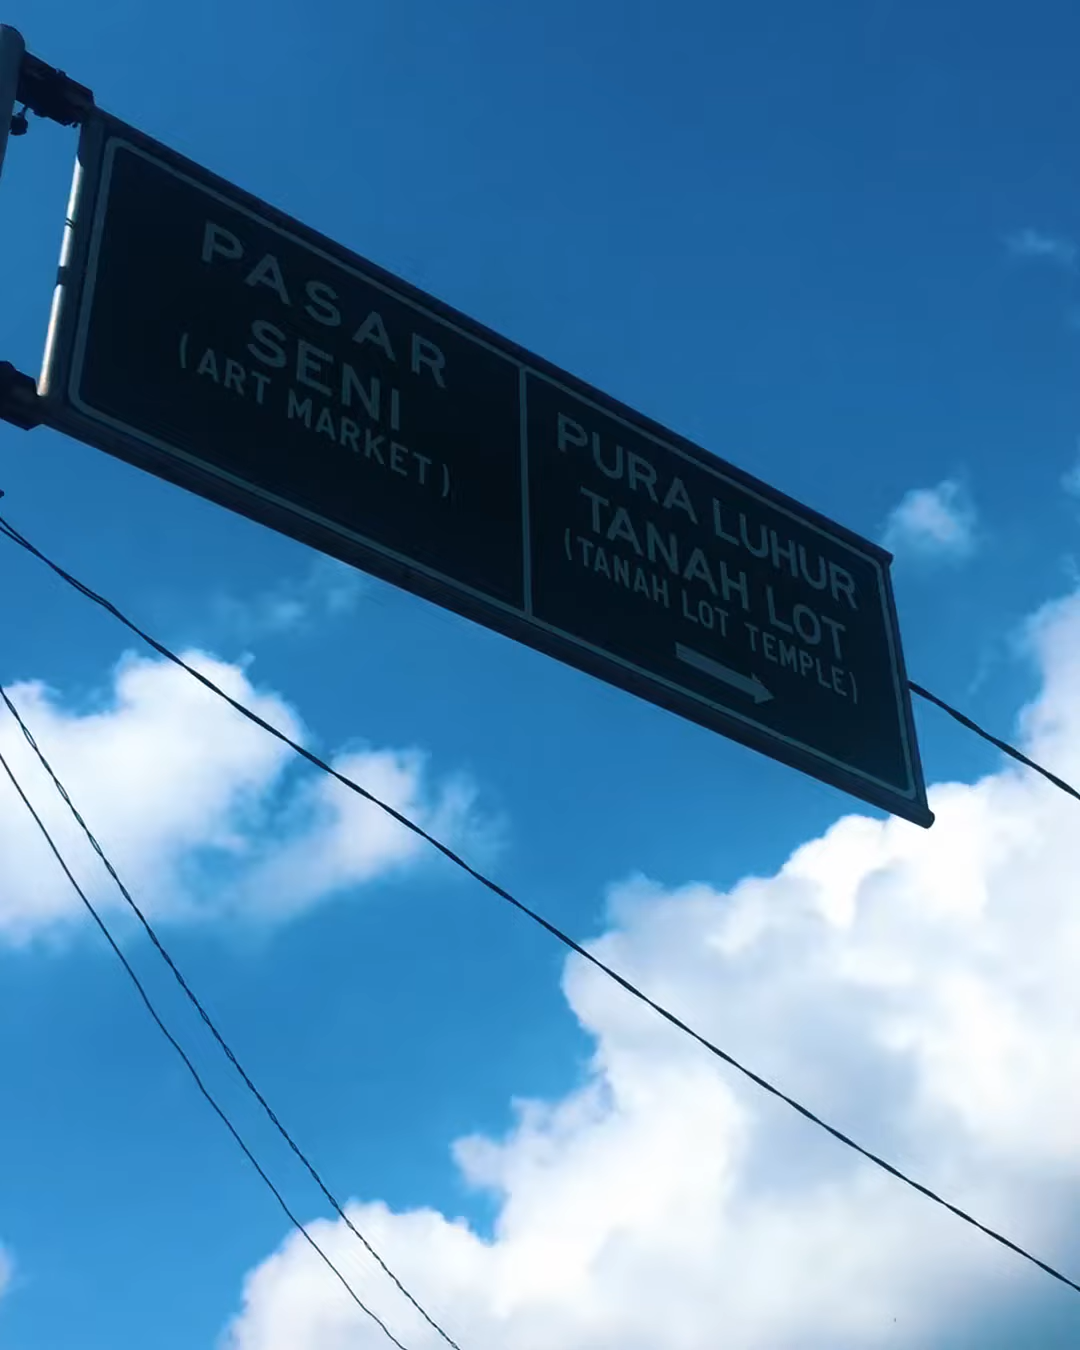 PASAR
SENI
(ART MARKET)
PURA LUHUR
TANAH LOT
(TANAH LOT TEMPLE)